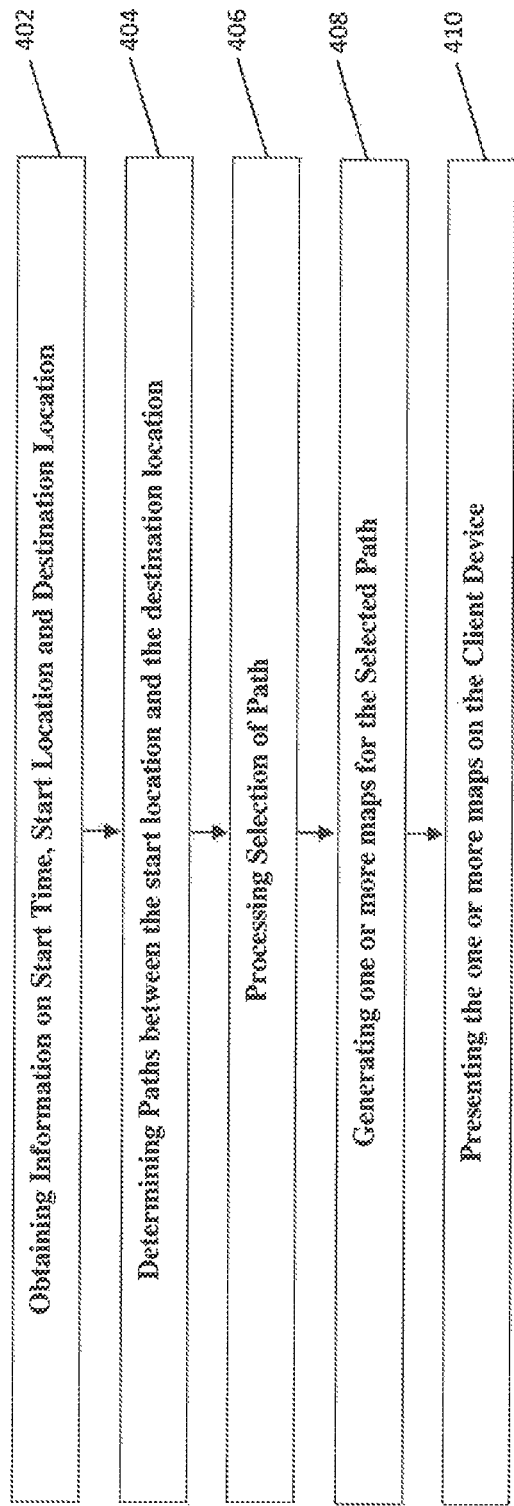 Obtaining Information on Start Time, Start Location and Destination Location
402
Determining Paths between the start location and the destination location
404
Processing Selection of Path
406
Generating one or more maps for the Selected Path
408
Presenting the one or more maps on the Client Device
410